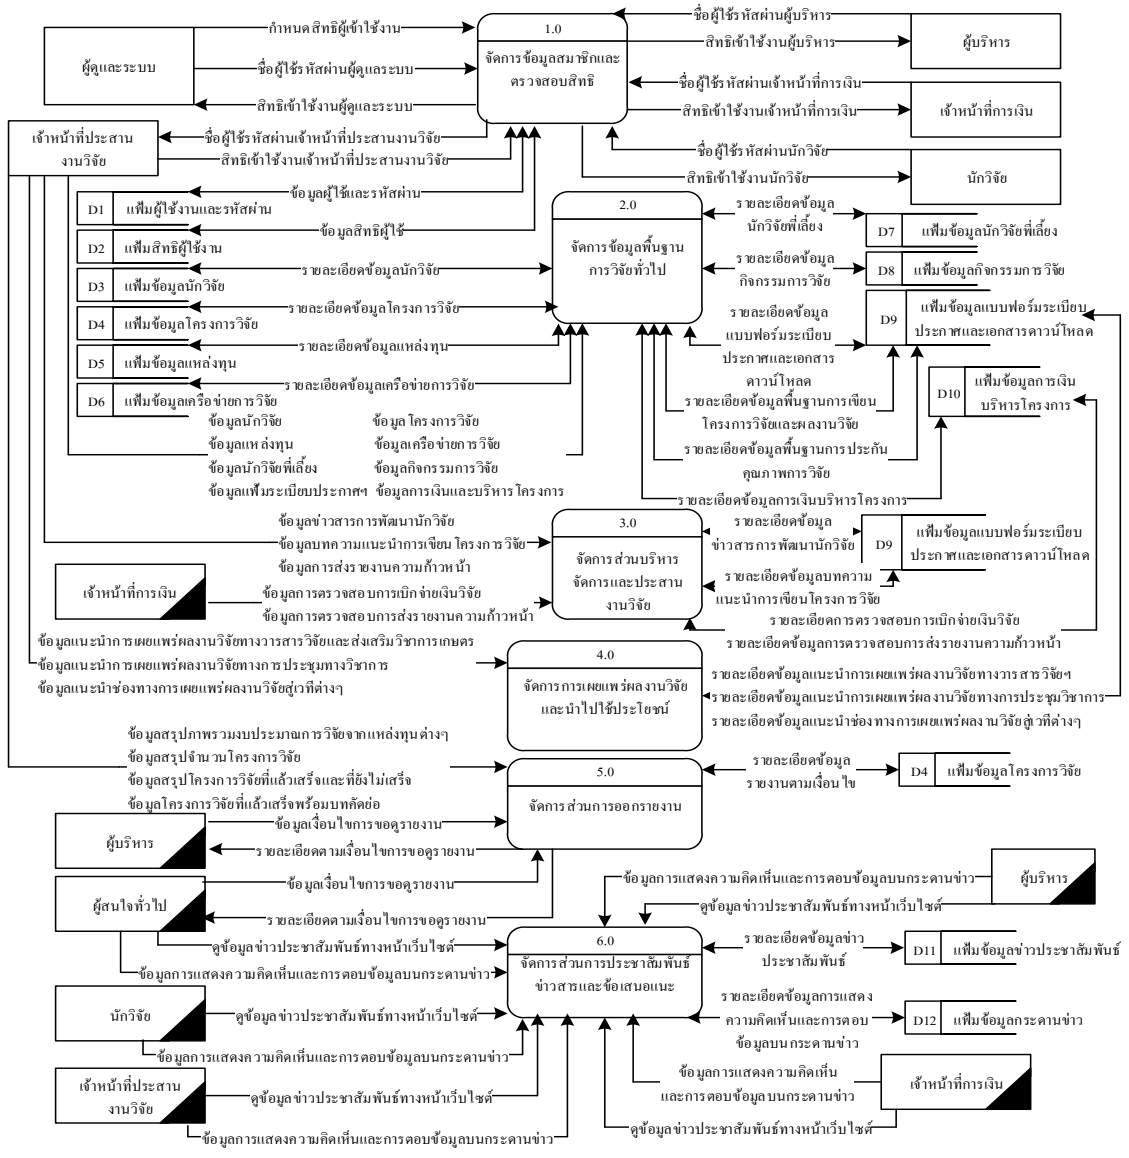 กำหนดสิทธิผู้เข้าใช้งาน
1.0
ชื่อผู้ใช้รหัสผ่านผู้บริหาร
ผู้ดูแลระบบ
จัดการข้อมูลสมาชิกและ
ตรวจสอบสิทธิ
สิทธิเข้าใช้งานผู้บริหาร
ผู้บริหาร
ชื่อผู้ใช้รหัสผ่านผู้ดูแลระบบ
ชื่อผู้ใช้รหัสผ่านเจ้าหน้าที่การเงิน
สิทธิเข้าใช้งานผู้ดูแลระบบ
สิทธิเข้าใช้งานเจ้าหน้าที่การเงิน
เจ้าหน้าที่การเงิน
เจ้าหน้าที่ประสาน
งานวิจัย
ชื่อผู้ใช้รหัสผ่านเจ้าหน้าที่ประสานงานวิจัย
สิทธิเข้าใช้งานเจ้าหน้าที่ประสานงานวิจัย
ชื่อผู้ใช้รหัสผ่านนักวิจัย
สิทธิเข้าใช้งานนักวิจัย
นักวิจัย
ข้อมูลผู้ใช้และรหัสผ่าน
D1 แฟ้มผู้ใช้งานและรหัสผ่าน
ข้อมูลสิทธิผู้ใช้
D2 แฟ้มสิทธิผู้ใช้งาน
รายละเอียดข้อมูลนักวิจัย
D3 แฟ้มข้อมูลนักวิจัย
รายละเอียดข้อมูลโครงการวิจัย
D4 แฟ้มข้อมูลโครงการวิจัย
รายละเอียดข้อมูลแหล่งทุน
D5 แฟ้มข้อมูลแหล่งทุน
รายละเอียดข้อมูลเครือข่ายการวิจัย
D6 แฟ้มข้อมูลเครือข่ายการวิจัย
2.0
จัดการข้อมูลพื้นฐาน
การวิจัยทั่วไป
รายละเอียดข้อมูล
นักวิจัยพี่เลี้ยง
D7 แฟ้มข้อมูลนักวิจัยพี่เลี้ยง
รายละเอียดข้อมูล
กิจกรรมการวิจัย
D8 แฟ้มข้อมูลกิจกรรมการวิจัย
รายละเอียดข้อมูล
แบบฟอร์มระเบียบ
ประกาศและเอกสาร
ดาวน์โหลด
D9 แฟ้มข้อมูลแบบฟอร์มระเบียบ
ประกาศและเอกสารดาวน์โหลด
รายละเอียดข้อมูลพื้นฐานการเขียน
โครงการวิจัยและผลงานวิจัย
D10 แฟ้มข้อมูลการเงิน
บริหารโครงการ
รายละเอียดข้อมูลพื้นฐานการประกัน
คุณภาพการวิจัย
รายละเอียดข้อมูลการเงินบริหารโครงการ
ข้อมูลนักวิจัย ข้อมูลโครงการวิจัย
ข้อมูลแหล่งทุน ข้อมูลเครือข่ายการวิจัย
ข้อมูลนักวิจัยพี่เลี้ยง ข้อมูลกิจกรรมการวิจัย
ข้อมูลแฟ้มระเบียบประกาศฯ ข้อมูลการเงินและบริหารโครงการ
ข้อมูลข่าวสารการพัฒนานักวิจัย
ข้อมูลบทความแนะนำการเขียนโครงการวิจัย
ข้อมูลการส่งรายงานความก้าวหน้า
3.0
จัดการส่วนบริหาร
จัดการและประสาน
งานวิจัย
รายละเอียดข้อมูล
ข่าวสารการพัฒนานักวิจัย
D9 แฟ้มข้อมูลแบบฟอร์มระเบียบ
ประกาศและเอกสารดาวน์โหลด
รายละเอียดข้อมูลบทความ
แนะนำการเขียนโครงการวิจัย
เจ้าหน้าที่การเงิน
ข้อมูลการตรวจสอบการเบิกจ่ายเงินวิจัย
ข้อมูลการตรวจสอบการส่งรายงานความก้าวหน้า
รายละเอียดการตรวจสอบการเบิกจ่ายเงินวิจัย
รายละเอียดข้อมูลการตรวจสอบการส่งรายงานความก้าวหน้า
ข้อมูลแนะนำการเผยแพร่ผลงานวิจัยทางวารสารวิจัยและส่งเสริมวิชาการเกษตร
ข้อมูลแนะนำการเผยแพร่ผลงานวิจัยทางการประชุมทางวิชาการ
ข้อมูลแนะนำช่องทางการเผยแพร่ผลงานวิจัยสู่เวทีต่างๆ
4.0
จัดการการเผยแพร่ผลงานวิจัย
และนำไปใช้ประโยชน์
รายละเอียดข้อมูลแนะนำการเผยแพร่ผลงานวิจัยทางวารสารวิจัยฯ
รายละเอียดข้อมูลแนะนำการเผยแพร่ผลงานวิจัยทางการประชุมวิชาการ
รายละเอียดข้อมูลแนะนำช่องทางการเผยแพร่ผลงานวิจัยสู่เวทีต่างๆ
ข้อมูลสรุปภาพรวมงบประมาณการวิจัยจากแหล่งทุนต่างๆ
ข้อมูลสรุปจำนวนโครงการวิจัย
ข้อมูลสรุปโครงการวิจัยที่แล้วเสร็จและที่ยังไม่เสร็จ
ข้อมูลโครงการวิจัยที่แล้วเสร็จพร้อมบทคัดย่อ
5.0
จัดการส่วนการออกรายงาน
รายละเอียดข้อมูล
รายงานตามเงื่อนไข
D4 แฟ้มข้อมูลโครงการวิจัย
ผู้บริหาร
ข้อมูลเงื่อนไขการขอดูรายงาน
รายละเอียดตามเงื่อนไขการขอดูรายงาน
ผู้สนใจทั่วไป
ข้อมูลเงื่อนไขการขอดูรายงาน
รายละเอียดตามเงื่อนไขการขอดูรายงาน
ดูข้อมูลข่าวประชาสัมพันธ์ทางหน้าเว็บไซต์
ข้อมูลการแสดงความคิดเห็นและการตอบข้อมูลบนกระดานข่าว
ข้อมูลการแสดงความคิดเห็นและการตอบข้อมูลบนกระดานข่าว
ผู้บริหาร
ดูข้อมูลข่าวประชาสัมพันธ์ทางหน้าเว็บไซต์
6.0
จัดการส่วนการประชาสัมพันธ์
ข่าวสารและข้อเสนอแนะ
รายละเอียดข้อมูลข่าว
ประชาสัมพันธ์
D11 แฟ้มข้อมูลข่าวประชาสัมพันธ์
รายละเอียดข้อมูลการแสดง
ความคิดเห็นและการตอบ
ข้อมูลบนกระดานข่าว
D12 แฟ้มข้อมูลกระดานข่าว
นักวิจัย
ดูข้อมูลข่าวประชาสัมพันธ์ทางหน้าเว็บไซต์
ข้อมูลการแสดงความคิดเห็นและการตอบข้อมูลบนกระดานข่าว
เจ้าหน้าที่ประสาน
งานวิจัย
ดูข้อมูลข่าวประชาสัมพันธ์ทางหน้าเว็บไซต์
ข้อมูลการแสดงความคิดเห็นและการตอบข้อมูลบนกระดานข่าว
ข้อมูลการแสดงความคิดเห็น
และการตอบข้อมูลบนกระดานข่าว
เจ้าหน้าที่การเงิน
ดูข้อมูลข่าวประชาสัมพันธ์ทางหน้าเว็บไซต์